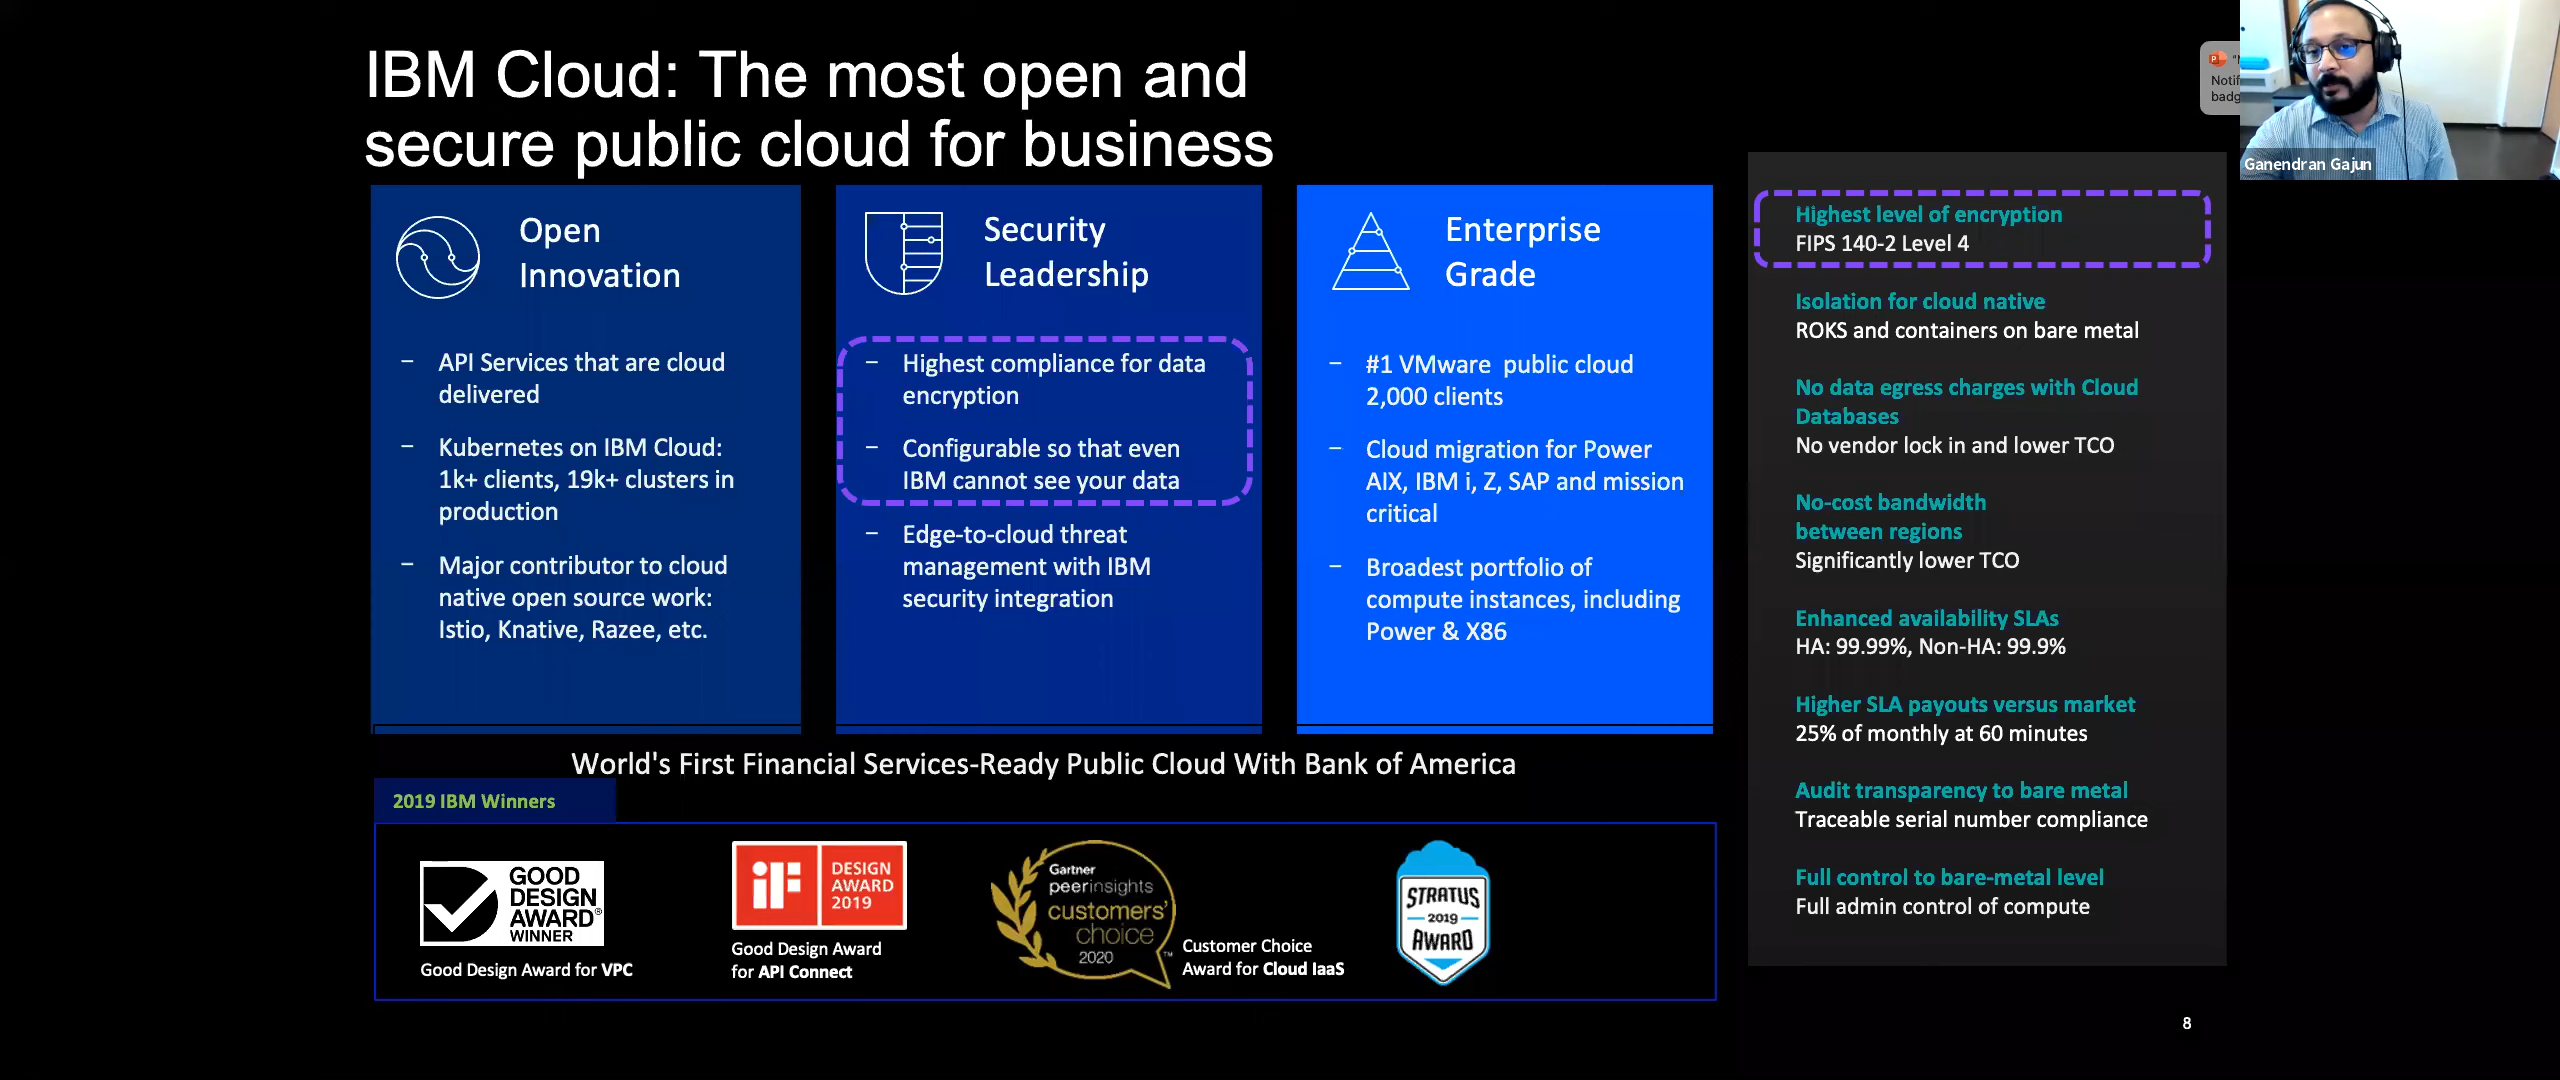 IBM Cloud: The most open and
secure public cloud for business
Open
Innovation
– API Services that are cloud
delivered
– Kubernetes on IBM Cloud:
1k+ clients, 19k+ clusters in
production
– Major contributor to cloud
native open source work:
Istio, Knative, Razee, etc.
Security
Leadership
– Highest compliance for data
encryption
– Configurable so that even
IBM cannot see your data
– Edge-to-cloud threat
management with IBM
security integration
Enterprise
Grade
– #1 VMware public cloud
2,000 clients
– Cloud migration for Power
AIX, IBM i, Z, SAP and mission
critical
– Broadest portfolio of
compute instances, including
Power & X86
World's First Financial Services-Ready Public Cloud With Bank of America
2019 IBM Winners
GOOD
DESIGN
AWARD®
WINNER
Good Design Award for VPC
iF
DESIGN
AWARD
2019
Good Design Award
for API Connect
Gartner
peerinsights
customers'
choice
2020
™
Customer Choice
Award for Cloud IaaS
STRATUS
2019
AWARD
Highest level of encryption
FIPS 140-2 Level 4
Isolation for cloud native
ROKS and containers on bare metal
No data egress charges with Cloud
Databases
No vendor lock in and lower TCO
No-cost bandwidth
between regions
Significantly lower TCO
Enhanced availability SLAs
HA: 99.99%, Non-HA: 99.9%
Higher SLA payouts versus market
25% of monthly at 60 minutes
Audit transparency to bare metal
Traceable serial number compliance
Full control to bare-metal level
Full admin control of compute
8
Ganendran Gajun